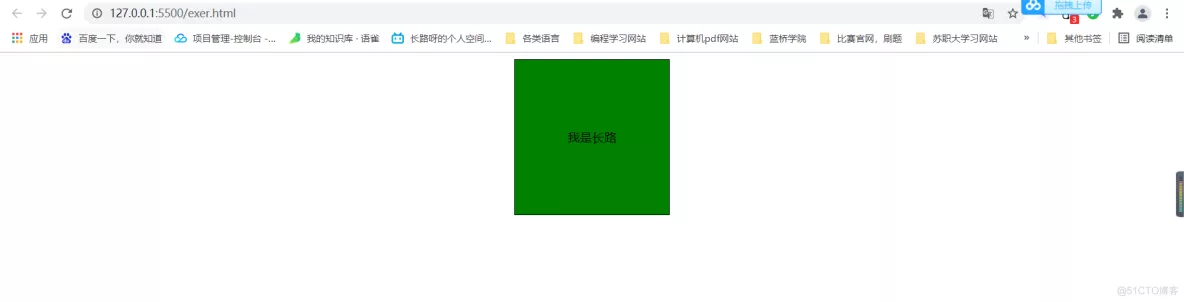 拖拽上传
127.0.0.1:5500/exer.html
3
应用 百度一下，你就知道 项目管理-控制台 -... 我的知识库 · 语雀 长路呀的个人空间... 各类语言 编程学习网站 计算机pdf网站 蓝桥学院 比赛官网，刷题 苏职大学习网站 » 其他书签 阅读清单
我是长路
@51CTO博客